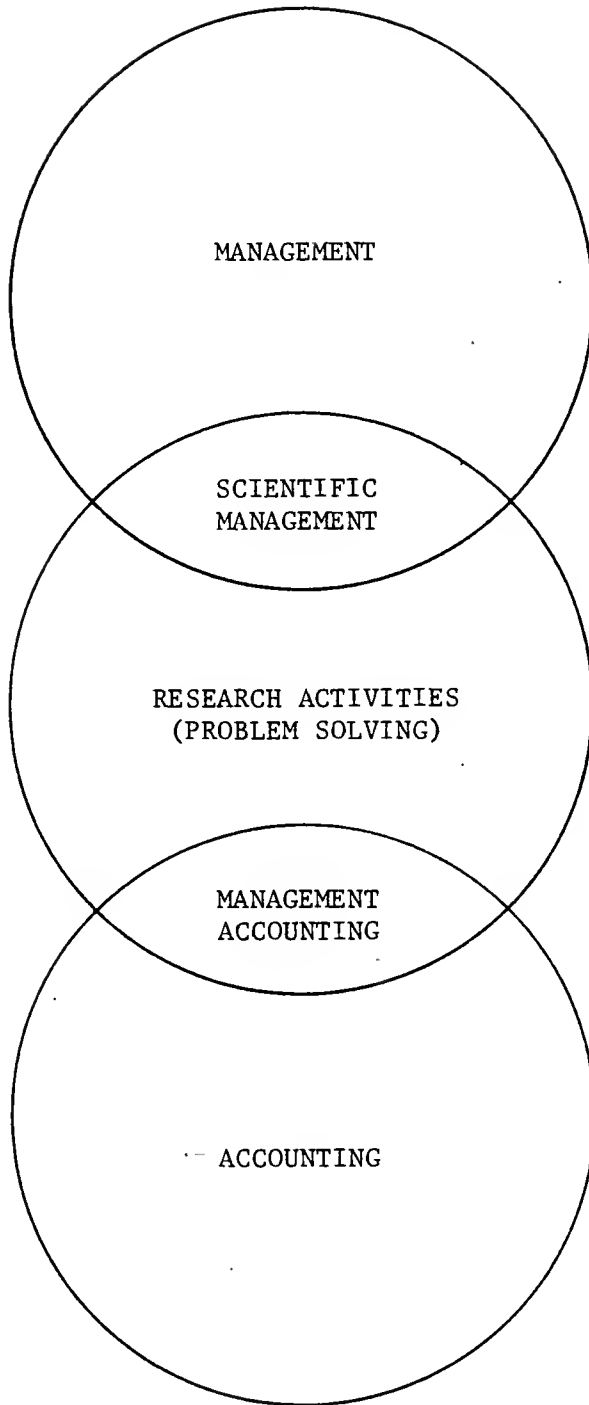 MANAGEMENT
SCIENTIFIC
MANAGEMENT
RESEARCH ACTIVITIES
(PROBLEM SOLVING)
MANAGEMENT
ACCOUNTING
ACCOUNTING